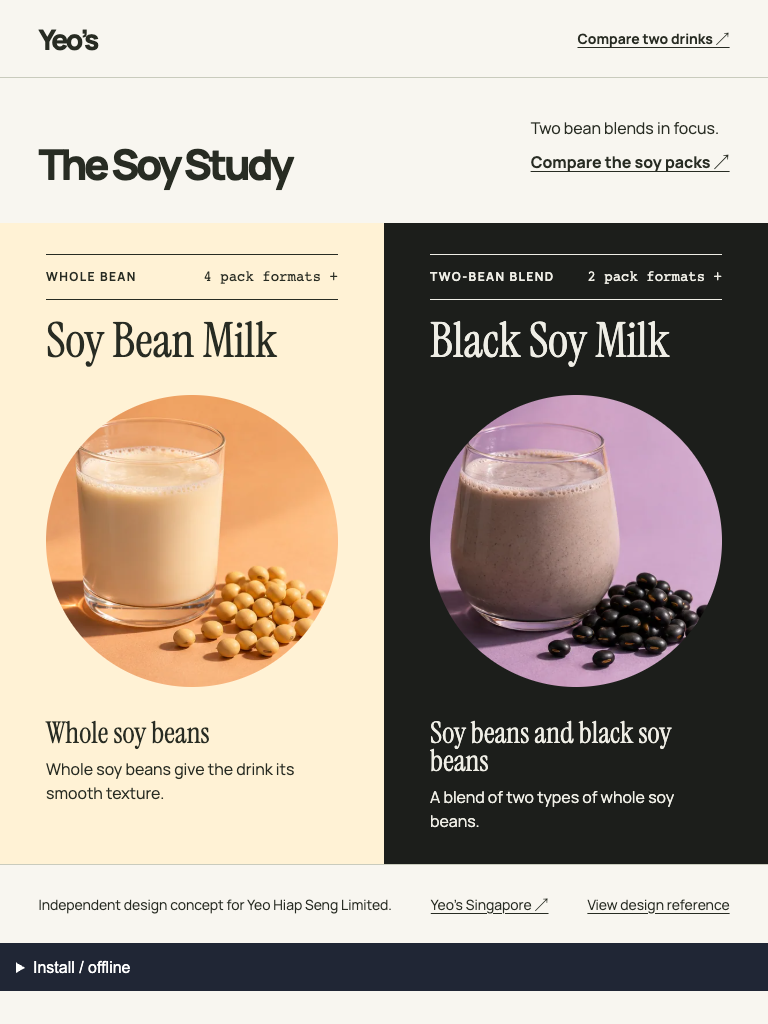 Yeo's
Compare two drinks ↗
The Soy Study
Two bean blends in focus.
Compare the soy packs ↗
WHOLE BEAN
4 pack formats +
Soy Bean Milk
Whole soy beans
Whole soy beans give the drink its
smooth texture.
TWO-BEAN BLEND
2 pack formats +
Black Soy Milk
Soy beans and black soy
beans
A blend of two types of whole soy
beans.
Independent design concept for Yeo Hiap Seng Limited.
Yeo's Singapore ↗
View design reference
▶ Install / offline